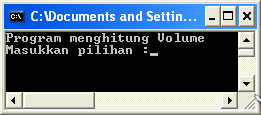 C:\Documents and Settin...
Program menghitung Volume
Masukkan pilihan :_